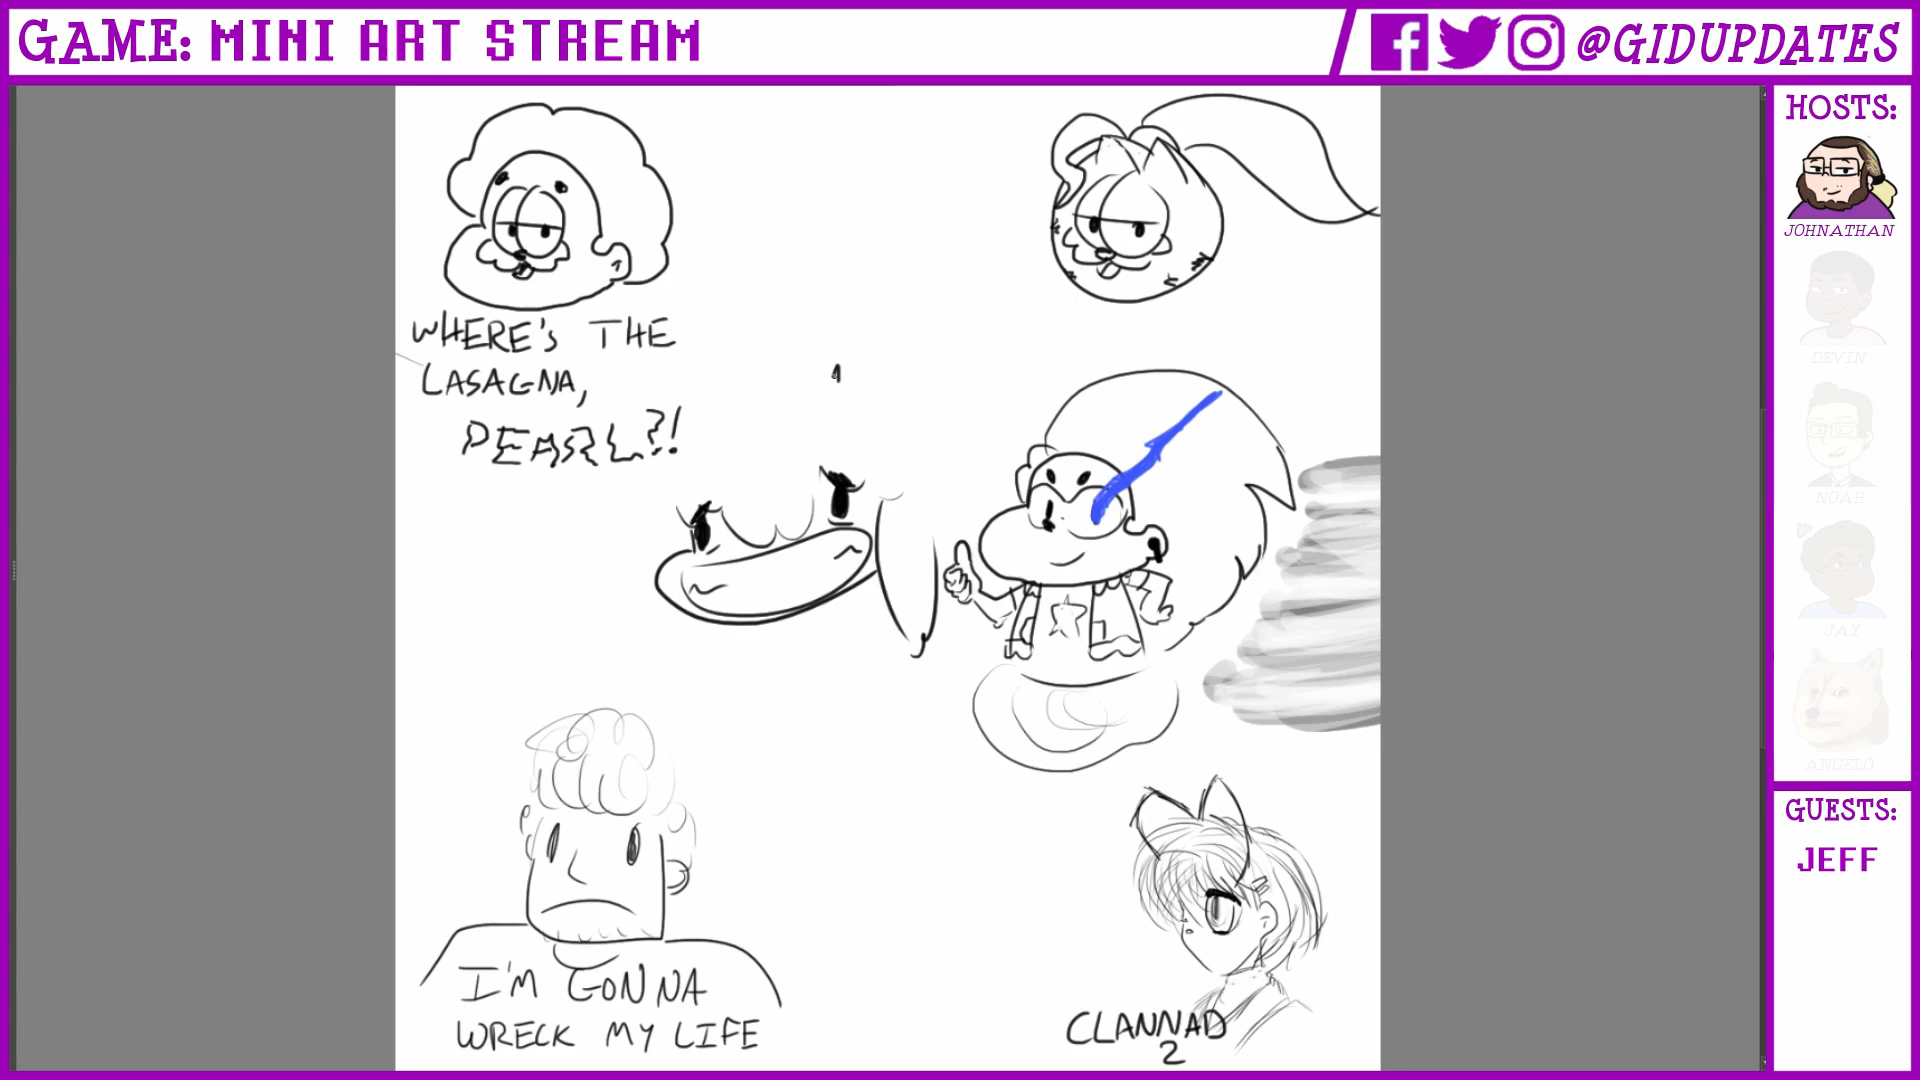 GAME: MINI ART STREAM
@GIDUPDATES
HOSTS:
JOHNATHAN
DEVIN
NOAH
JAY
ANGELO
GUESTS:
JEFF
WHERE'S THE
LASAGNA,
PEARL?!
I'M GONNA
WRECK MY LIFE
CLANNAD
2